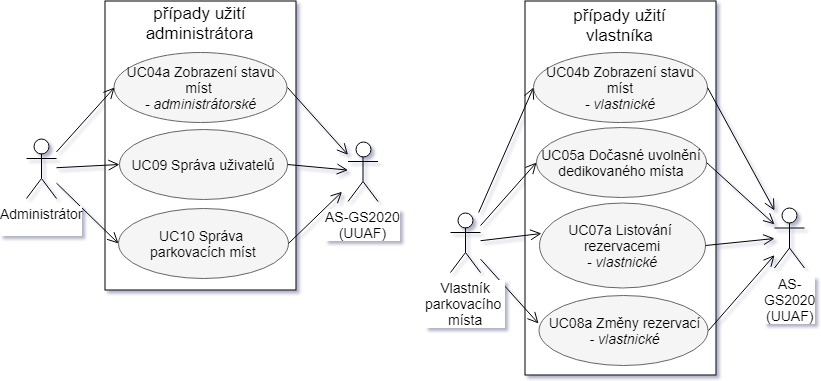 případy užití
administrátora
UC04a Zobrazení stavu
míst
- administrátorské
UC09 Správa uživatelů
UC10 Správa
parkovacích míst
Administrátor
AS-GS2020
(UUAF)
případy užití
vlastníka
UC04b Zobrazení stavu
míst
- vlastnické
UC05a Dočasné uvolnění
dedikovaného místa
UC07a Listování
rezervacemi
- vlastnické
UC08a Změny rezervací
- vlastnické
Vlastník
parkovacího
místa
AS-
GS2020
(UUAF)